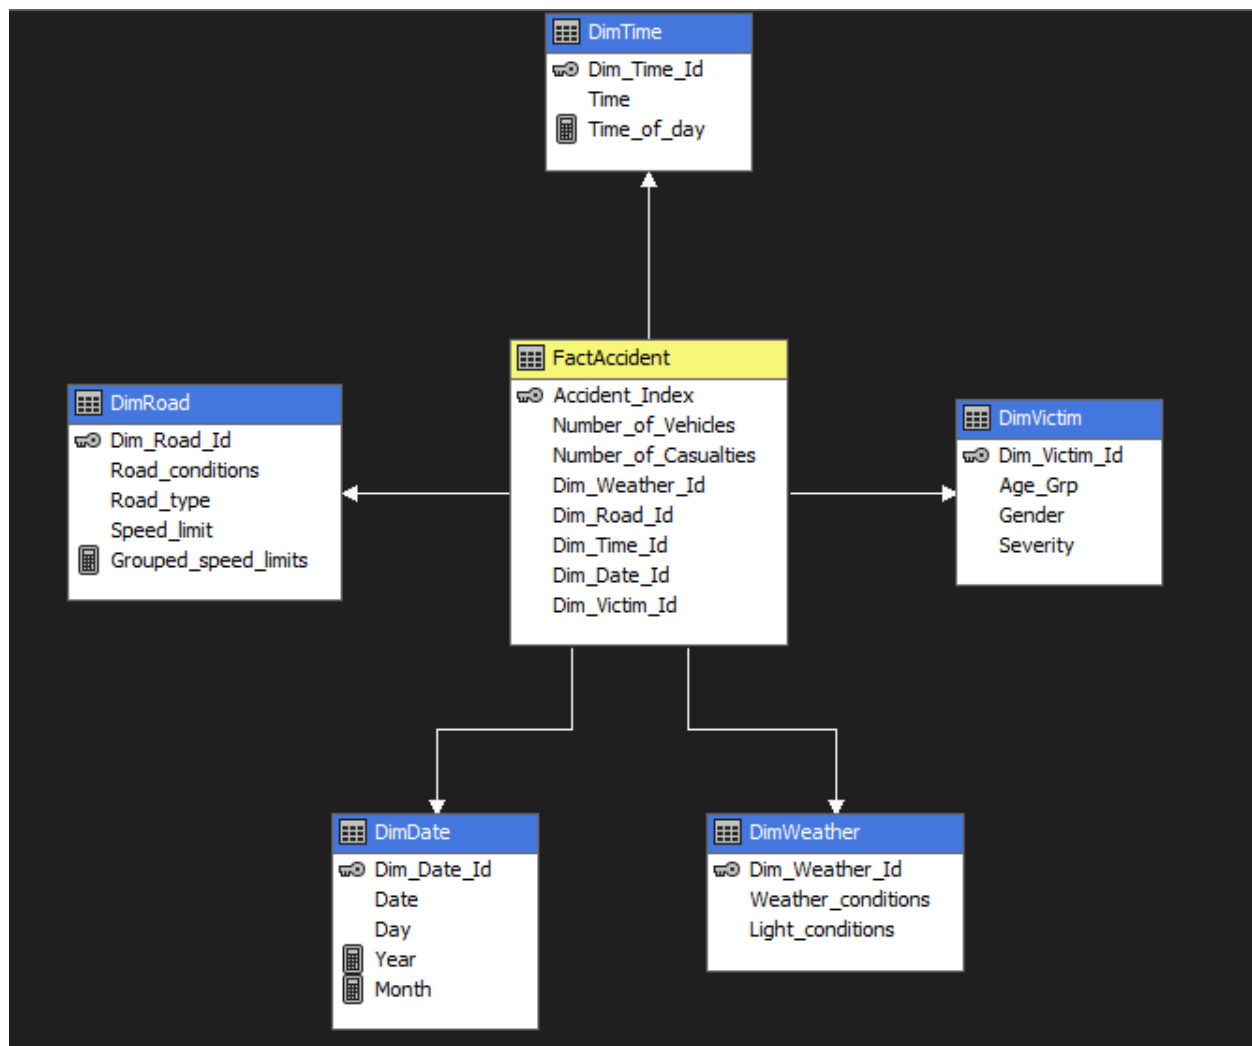 DimTime
Dim_Time_Id
Time
Time_of_day
FactAccident
Accident_Index
Number_of_Vehicles
Number_of_Casualties
Dim_Weather_Id
Dim_Road_Id
Dim_Time_Id
Dim_Date_Id
Dim_Victim_Id
DimRoad
Dim_Road_Id
Road_conditions
Road_type
Speed_limit
Grouped_speed_limits
DimVictim
Dim_Victim_Id
Age_Grp
Gender
Severity
DimDate
Dim_Date_Id
Date
Day
Year
Month
DimWeather
Dim_Weather_Id
Weather_conditions
Light_conditions